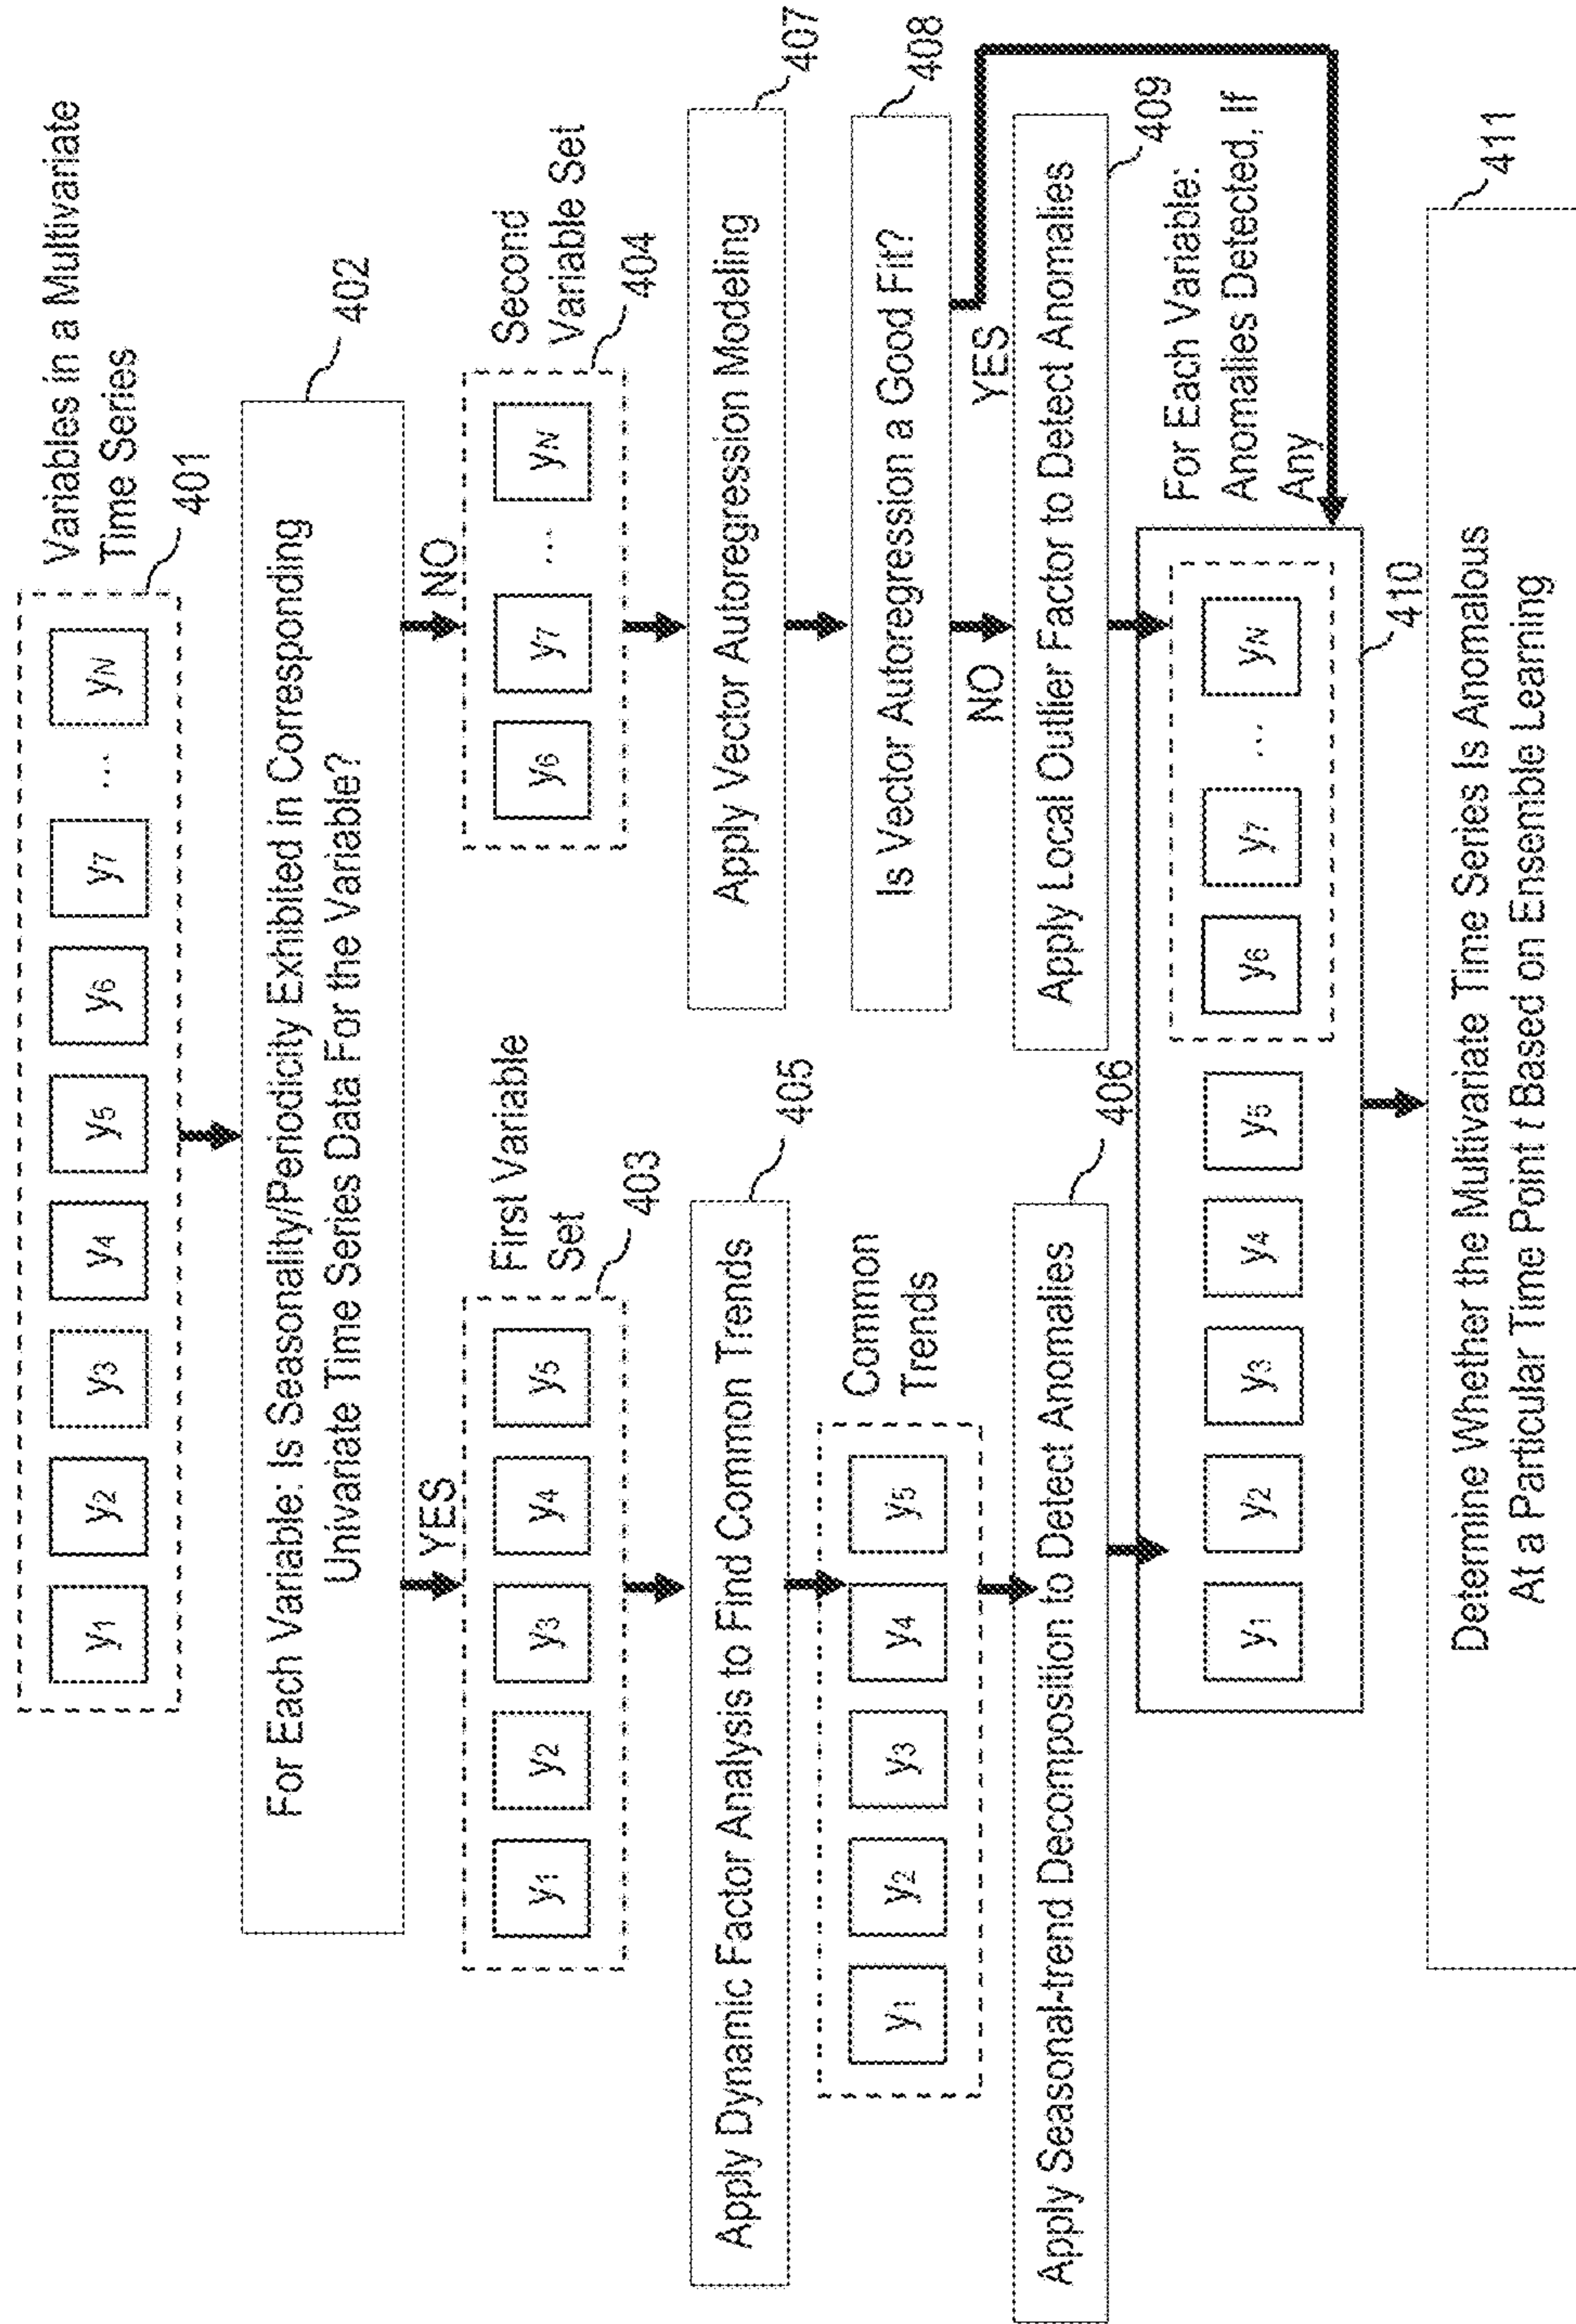 Variables in a Multivariate
Time Series
401
y1 y2 y3 y4 y5 y6 y7 ... yN
402
For Each Variable: Is Seasonality/Periodicity Exhibited in Corresponding
Univariate Time Series Data For the Variable?
YES
NO
First Variable
Set
403
y1 y2 y3 y4 y5
Second
Variable Set
404
y6 y7 ... yN
405
Apply Dynamic Factor Analysis to Find Common Trends
407
Apply Vector Autoregression Modeling
Common
Trends
y1 y2 y3 y4 y5
408
Is Vector Autoregression a Good Fit?
NO
YES
406
Apply Seasonal-trend Decomposition to Detect Anomalies
Apply Local Outlier Factor to Detect Anomalies
409
For Each Variable:
Anomalies Detected, If
Any
y1 y2 y3 y4 y5 y6 y7 ... yN
410
411
Determine Whether the Multivariate Time Series Is Anomalous
At a Particular Time Point t Based on Ensemble Learning